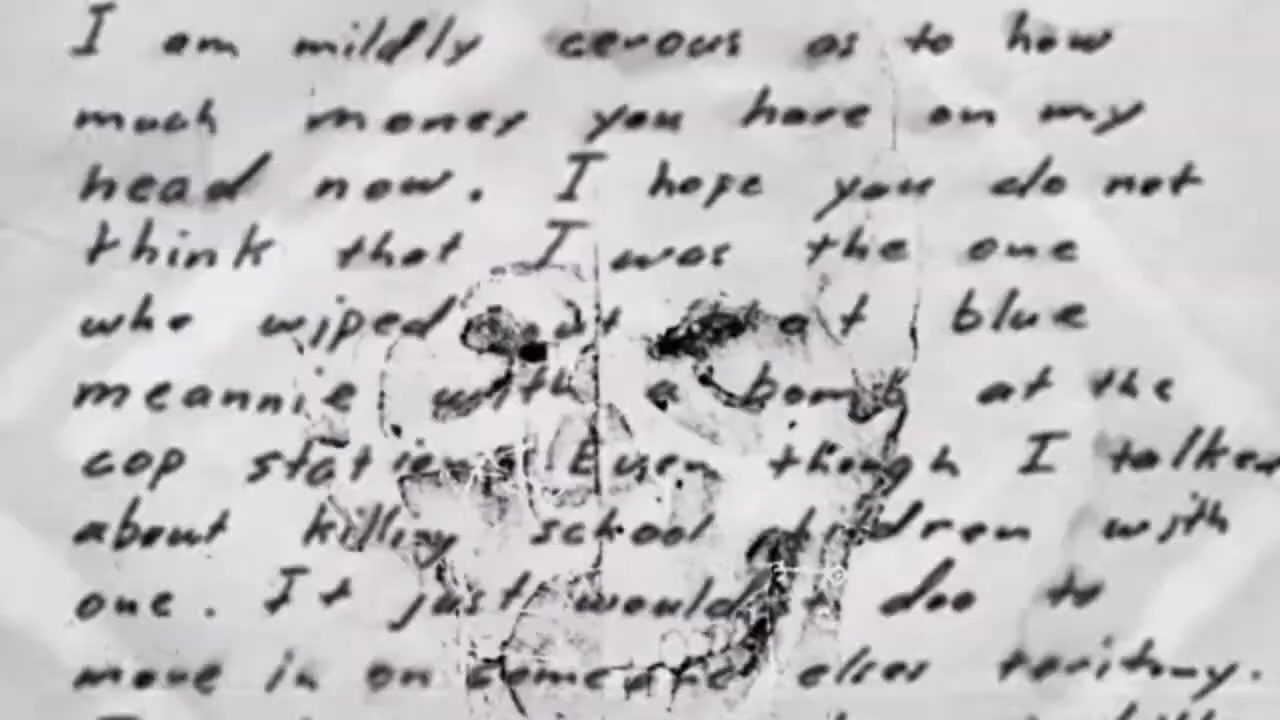 I am mildly cerous as to how
much money you have on my
head now. I hope you do not
think that I was the one
who wiped out that blue
meannie with a bomb at the
cop station. Even though I talked
about killing school children with
one. It just wouldnt doo to
move in on someone elses teritory.